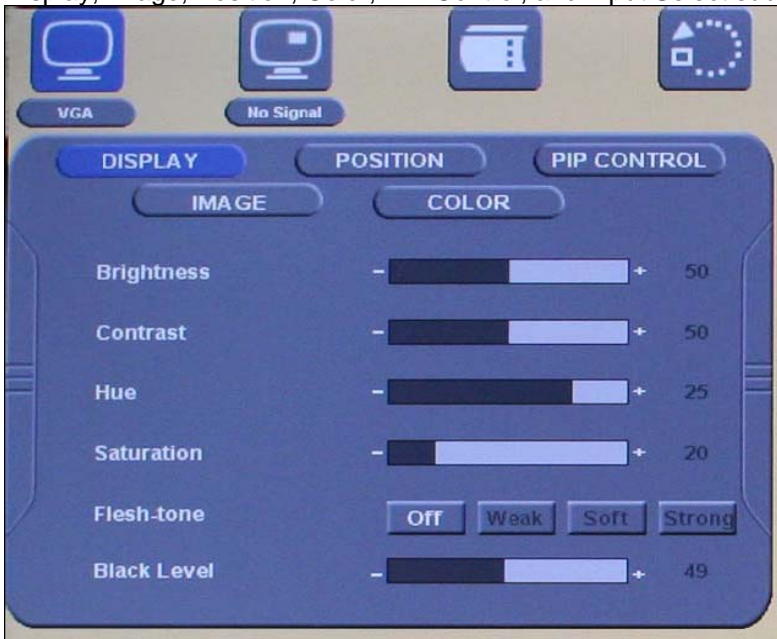 VGA No Signal
DISPLAY POSITION PIP CONTROL
IMAGE COLOR
Brightness - + 50
Contrast - + 50
Hue - + 25
Saturation - + 20
Flesh-tone Off Weak Soft Strong
Black Level - + 49